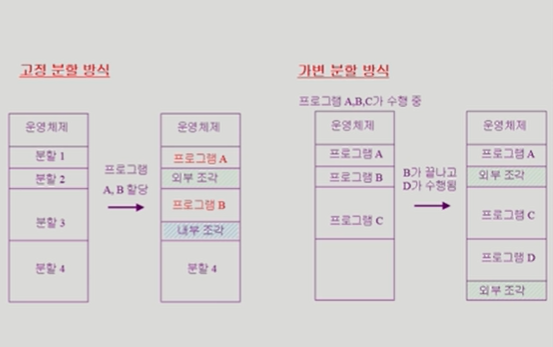 고정 분할 방식
운영체제
분할 1
분할 2
분할 3
분할 4
프로그램
A, B 할당
운영체제
프로그램 A
외부 조각
프로그램 B
내부 조각
분할 4
가변 분할 방식
프로그램 A,B,C가 수행 중
운영체제
프로그램 A
프로그램 B
프로그램 C
B가 끝나고
D가 수행됨
운영체제
프로그램 A
외부 조각
프로그램 C
프로그램 D
외부 조각